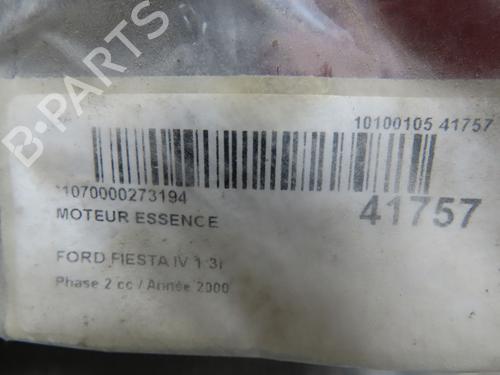 10100105 41757
*1070000273194
MOTEUR ESSENCE
41757
FORD FIESTA IV 1 3i
Phase 2 cc / Année 2000
B-PARTS